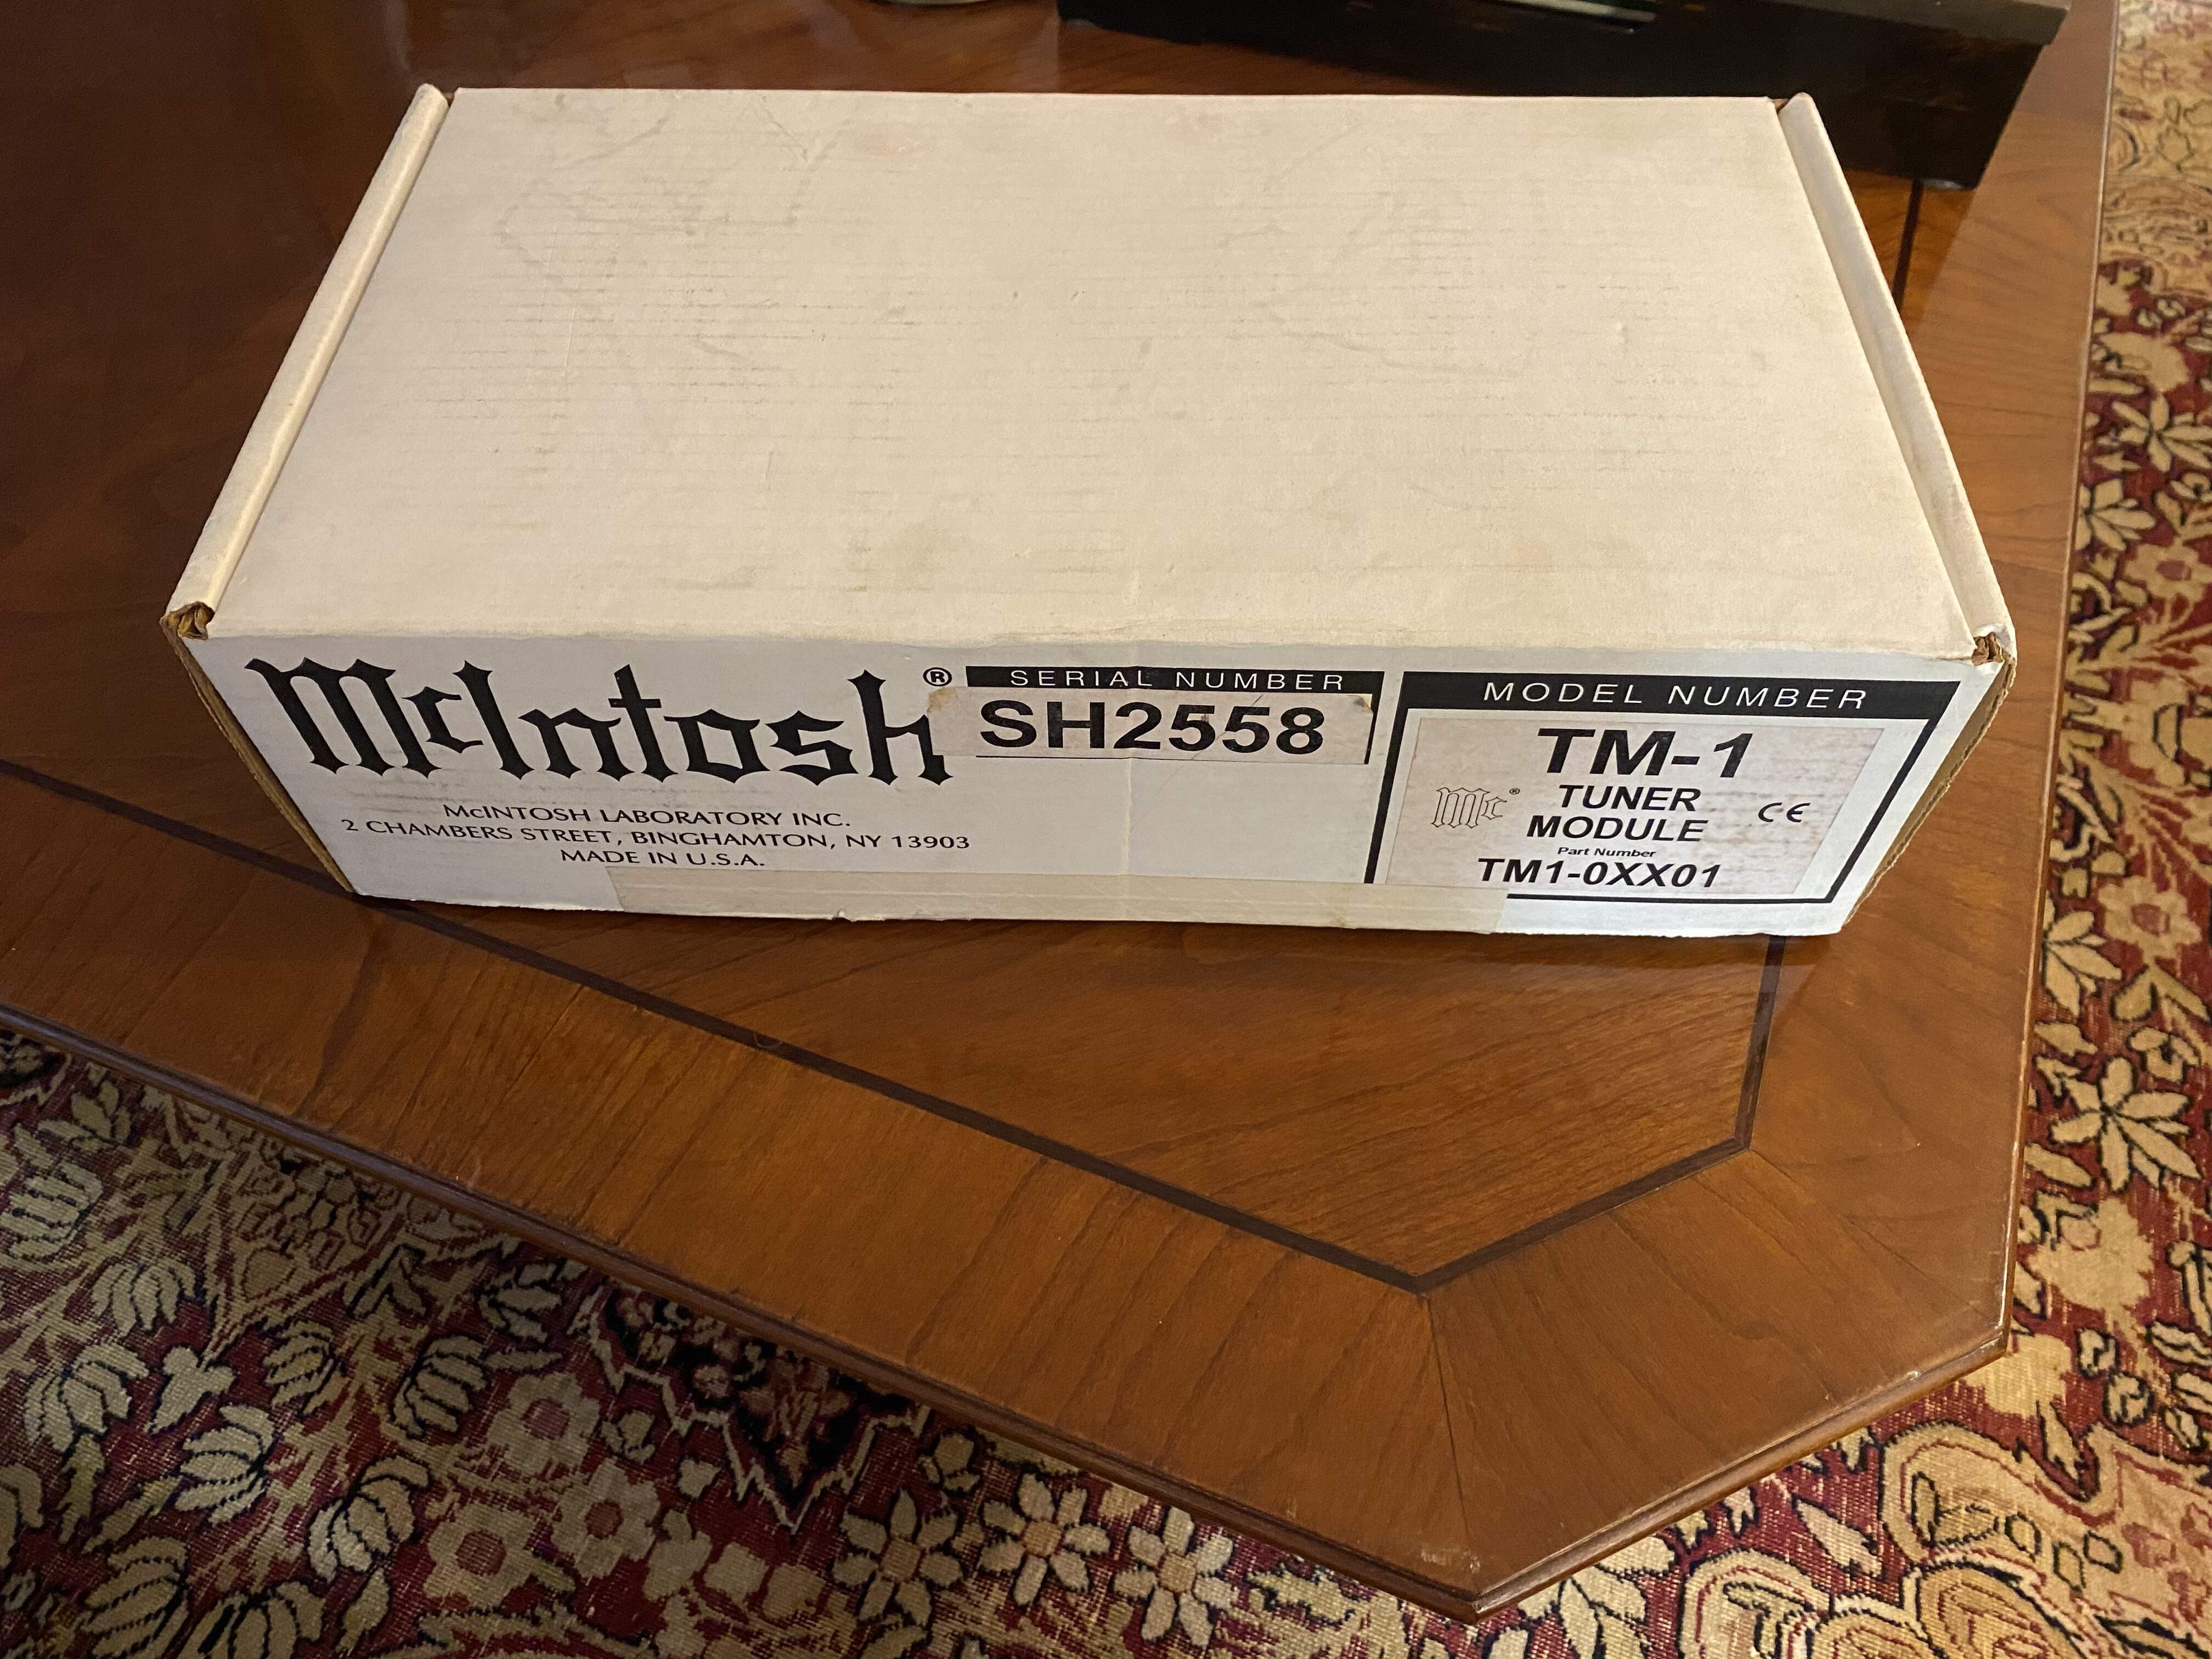 McIntosh®
McINTOSH LABORATORY INC.
2 CHAMBERS STREET, BINGHAMTON, NY 13903
MADE IN U.S.A.
SERIAL NUMBER
SH2558
MODEL NUMBER
TM-1
TUNER
MODULE
Mc®
CE
Part Number
TM1-0XX01